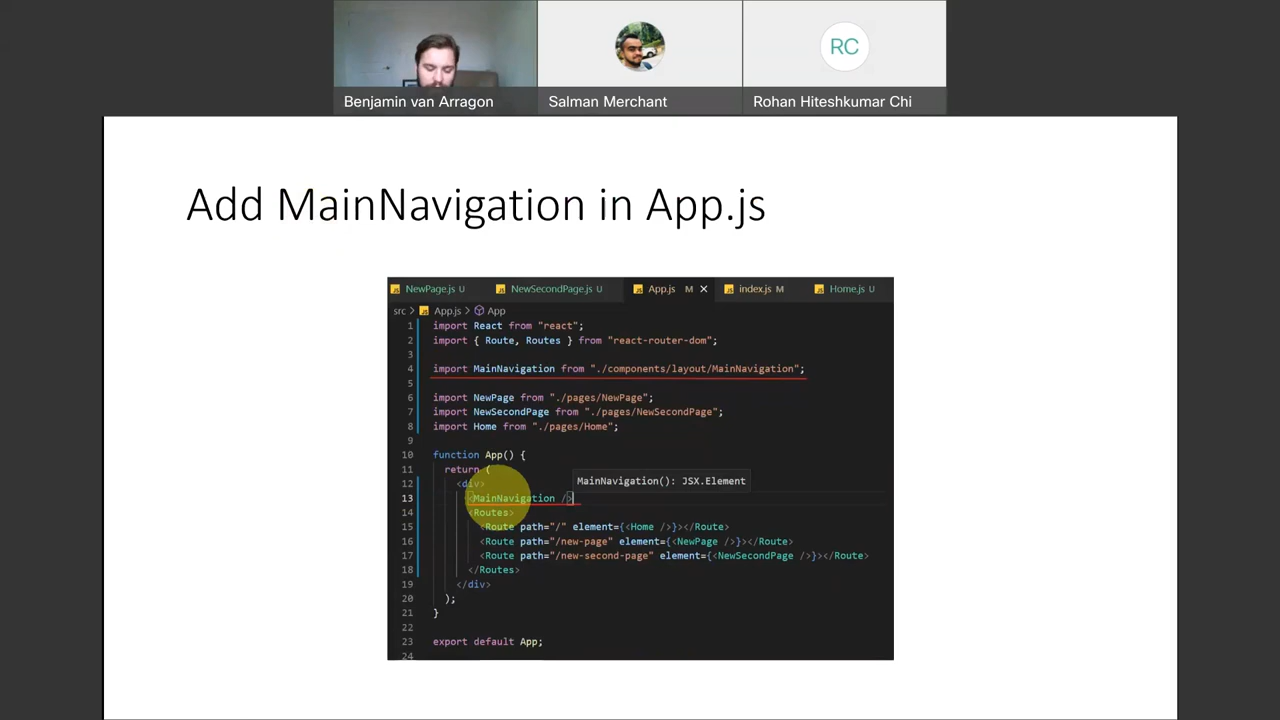 RC
Benjamin van Arragon
Salman Merchant
Rohan Hiteshkumar Chi
Add MainNavigation in App.js
NewPage.js U
NewSecondPage.js U
App.js M
index.js M
Home.js U
src > App.js > App
1 import React from "react";
2 import { Route, Routes } from "react-router-dom";
3
4 import MainNavigation from "./components/layout/MainNavigation";
5
6 import NewPage from "./pages/NewPage";
7 import NewSecondPage from "./pages/NewSecondPage";
8 import Home from "./pages/Home";
9
10 function App() {
11 return (
12 <div>
MainNavigation(): JSX.Element
13 <MainNavigation />
14 <Routes>
15 <Route path="/" element={<Home />}></Route>
16 <Route path="/new-page" element={<NewPage />}></Route>
17 <Route path="/new-second-page" element={<NewSecondPage />}></Route>
18 </Routes>
19 </div>
20 );
21 }
22
23 export default App;
24